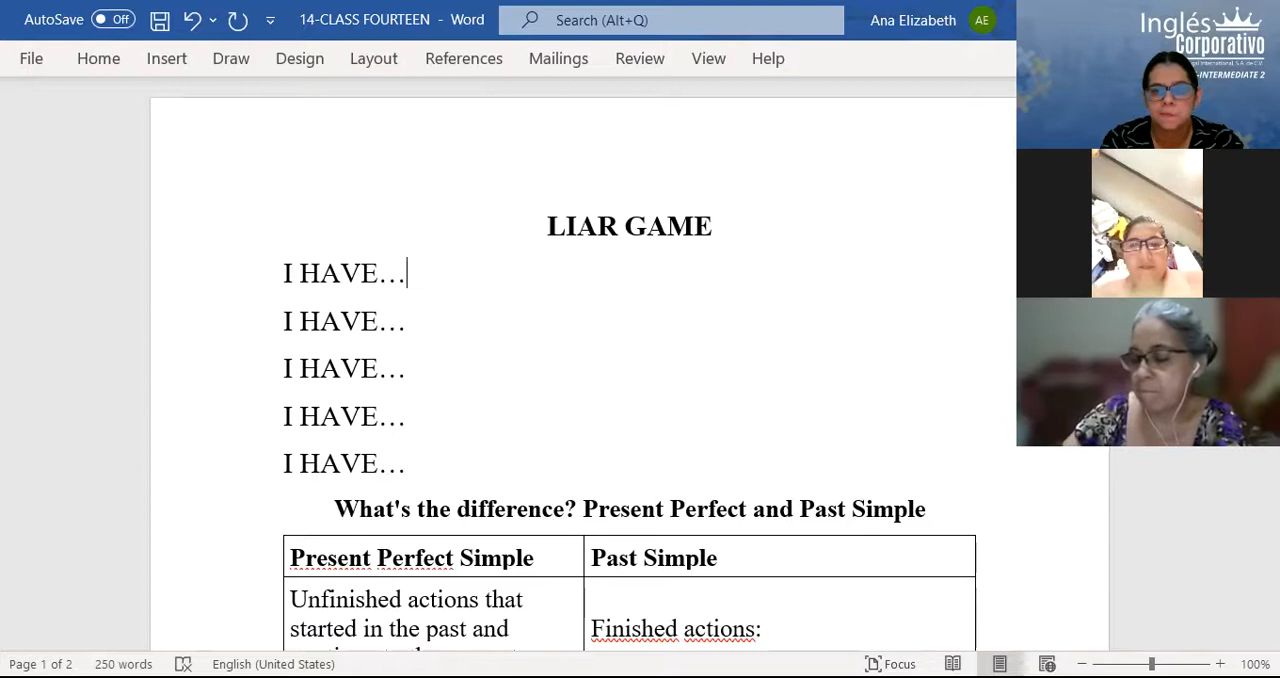 AutoSave Off 14-CLASS FOURTEEN - Word Search (Alt+Q) Ana Elizabeth AE
File Home Insert Draw Design Layout References Mailings Review View Help
Inglés
Corporativo
-INTERMEDIATE 2
LIAR GAME
I HAVE…
I HAVE…
I HAVE…
I HAVE…
I HAVE…
What's the difference? Present Perfect and Past Simple
Present Perfect Simple Past Simple
Unfinished actions that
started in the past and
Finished actions:
Page 1 of 2 250 words English (United States) Focus 100%